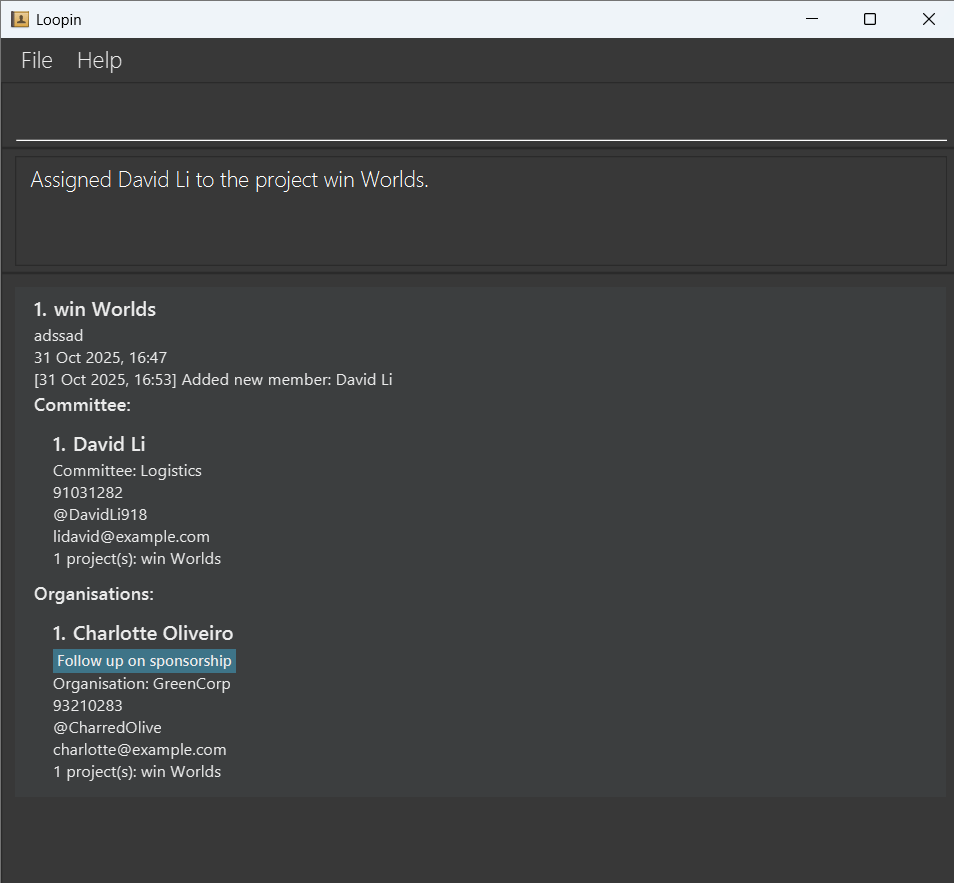 Loopin
File Help
Assigned David Li to the project win Worlds.
1. win Worlds
adssad
31 Oct 2025, 16:47
[31 Oct 2025, 16:53] Added new member: David Li
Committee:
1. David Li
Committee: Logistics
91031282
@DavidLi918
lidavid@example.com
1 project(s): win Worlds
Organisations:
1. Charlotte Oliveiro
Follow up on sponsorship
Organisation: GreenCorp
93210283
@CharredOlive
charlotte@example.com
1 project(s): win Worlds